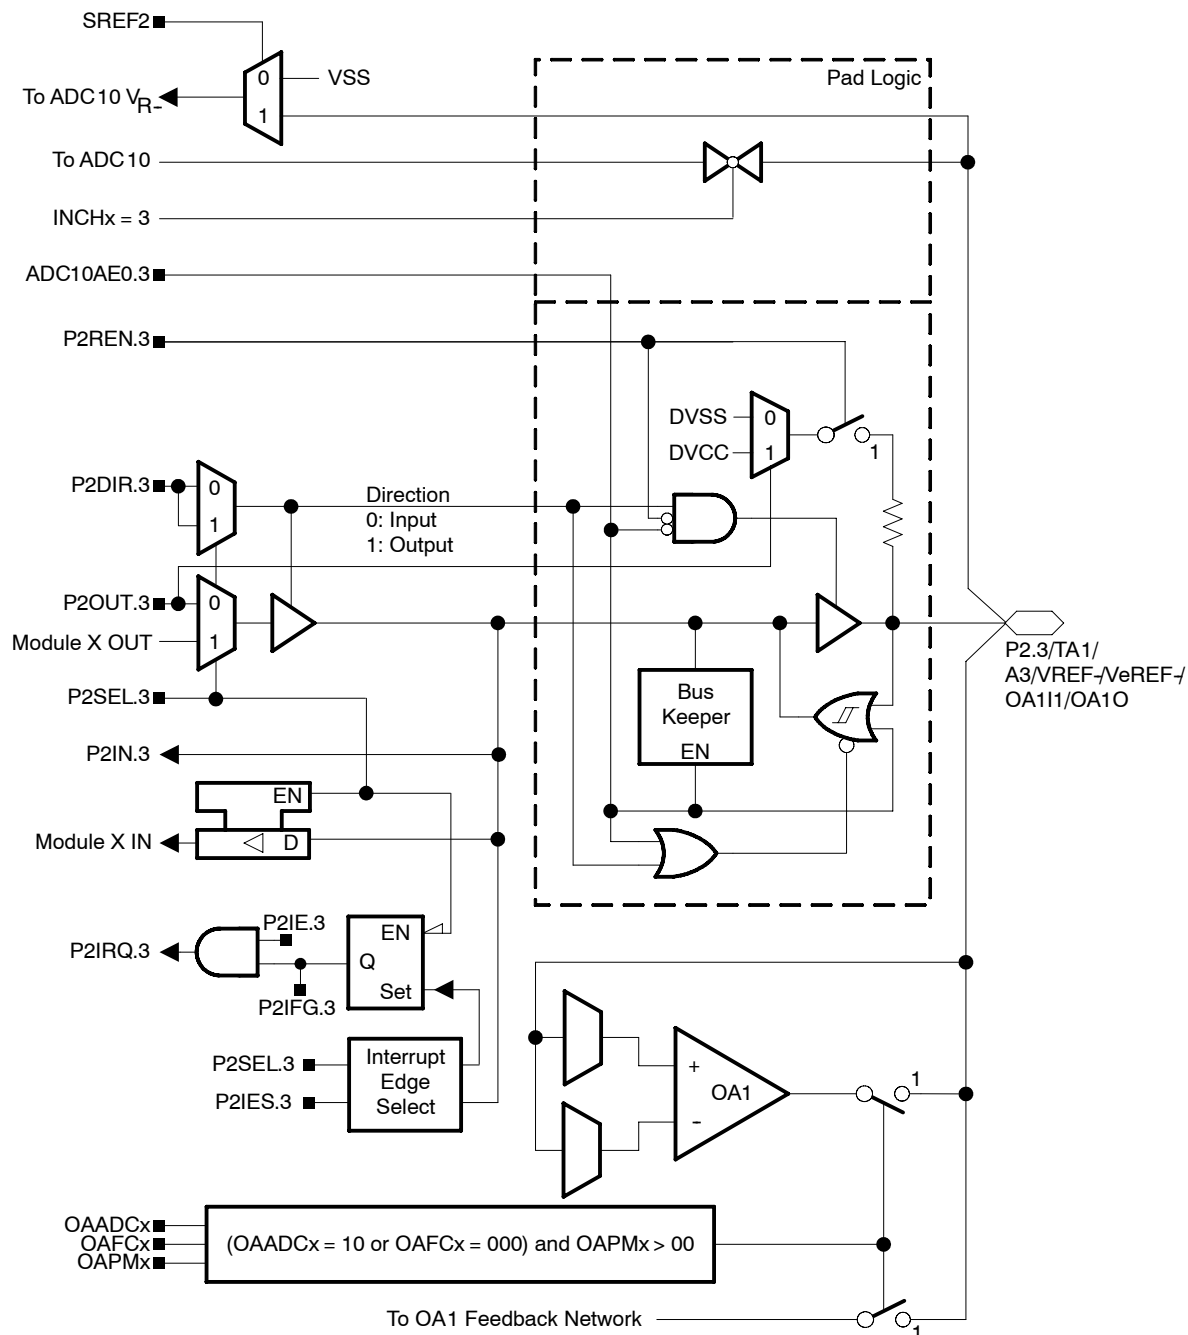 SREF2
Pad Logic
0
VSS
To ADC10 VR-
1
To ADC10
INCHx = 3
ADC10AE0.3
P2REN.3
DVSS
0
DVCC
1
1
P2DIR.3
0
1
Direction
0: Input
1: Output
P2OUT.3
0
Module X OUT
1
P2.3/TA1/
A3/VREF-/VeREF-/
OA1I1/OA1O
P2SEL.3
Bus
Keeper
EN
P2IN.3
EN
Module X IN
D
P2IE.3
P2IRQ.3
EN
Q
Set
P2IFG.3
P2SEL.3
P2IES.3
Interrupt
Edge
Select
+
OA1
-
1
OAADCx
OAFCx
OAPMx
(OAADCx = 10 or OAFCx = 000) and OAPMx > 00
To OA1 Feedback Network
1